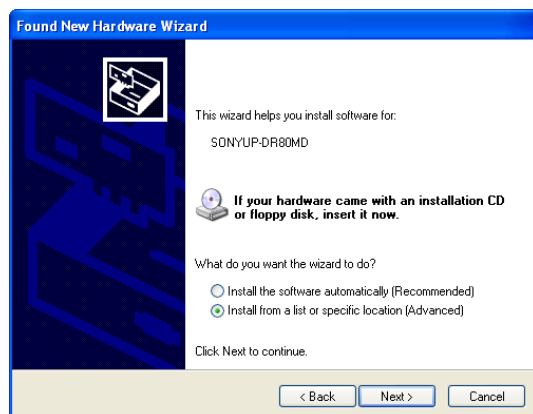 Found New Hardware Wizard
This wizard helps you install software for:
SONYUP-DR80MD
If your hardware came with an installation CD
or floppy disk, insert it now.
What do you want the wizard to do?
Install the software automatically (Recommended)
Install from a list or specific location (Advanced)
Click Next to continue.
< Back Next > Cancel